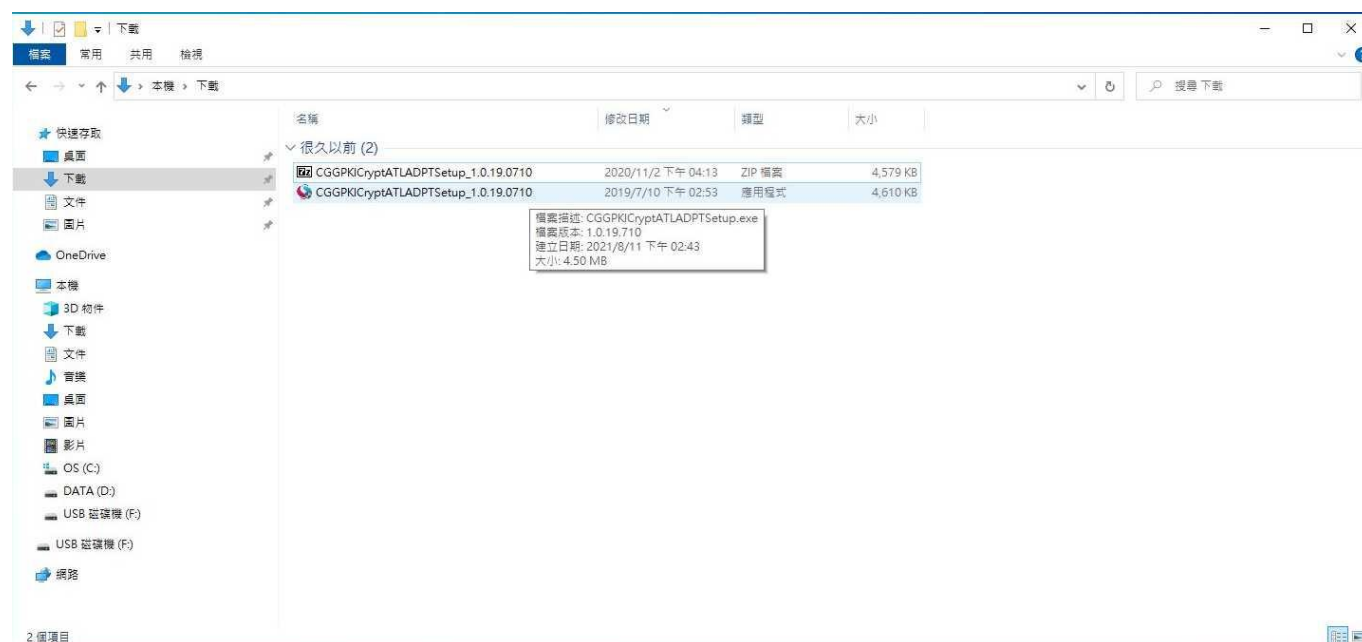 下載
檔案 常用 共用 檢視
本機 › 下載
搜尋 下載
名稱 修改日期 類型 大小
很久以前 (2)
CGGPKICryptATLADPTSetup_1.0.19.0710 2020/11/2 下午 04:13 ZIP 檔案 4,579 KB
CGGPKICryptATLADPTSetup_1.0.19.0710 2019/7/10 下午 02:53 應用程式 4,610 KB
檔案描述: CGGPKICryptATLADPTSetup.exe
檔案版本: 1.0.19.710
建立日期: 2021/8/11 下午 02:43
大小: 4.50 MB
快速存取
桌面
下載
文件
圖片
OneDrive
本機
3D 物件
下載
文件
音樂
桌面
圖片
影片
OS (C:)
DATA (D:)
USB 磁碟機 (F:)
USB 磁碟機 (F:)
網路
2 個項目